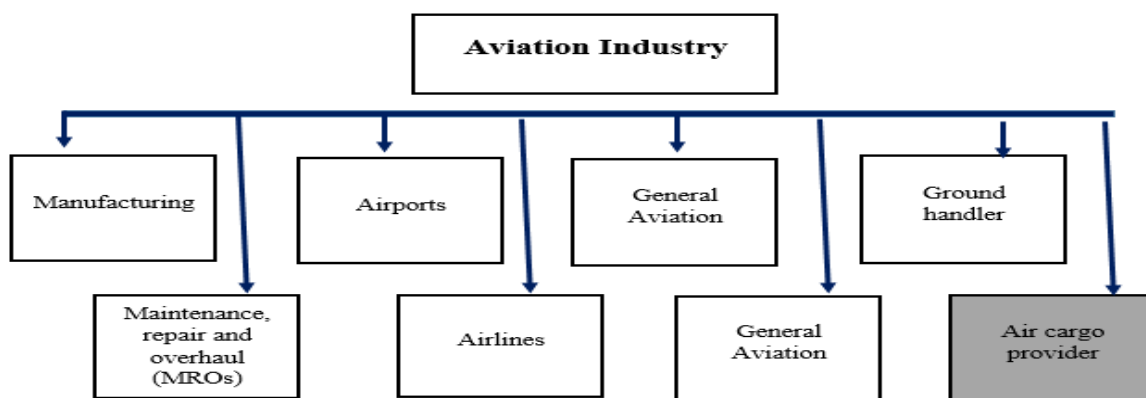 Aviation Industry
Manufacturing
Airports
General
Aviation
Ground
handler
Maintenance,
repair and
overhaul
(MROs)
Airlines
General
Aviation
Air cargo
provider